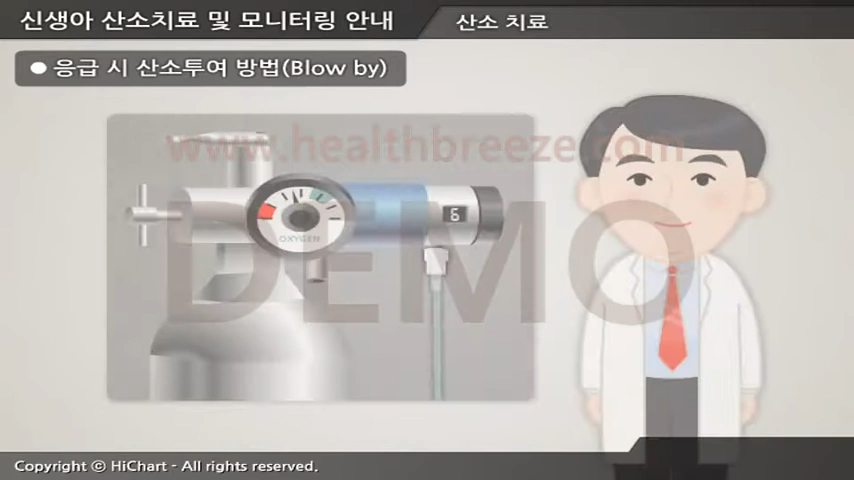 신생아 산소치료 및 모니터링 안내
산소 치료
● 응급 시 산소투여 방법(Blow by)
www.healthbreeze.com
6
OXYGEN
DEMO
Copyright ⓒ HiChart - All rights reserved.